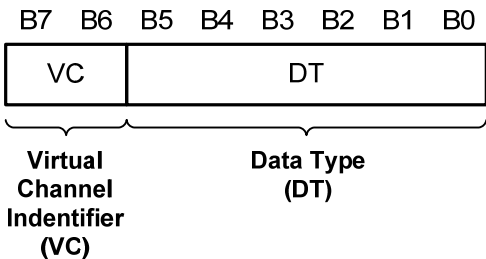 B7 B6 B5 B4 B3 B2 B1 B0
VC DT
Virtual
Channel
Indentifier
(VC)
Data Type
(DT)